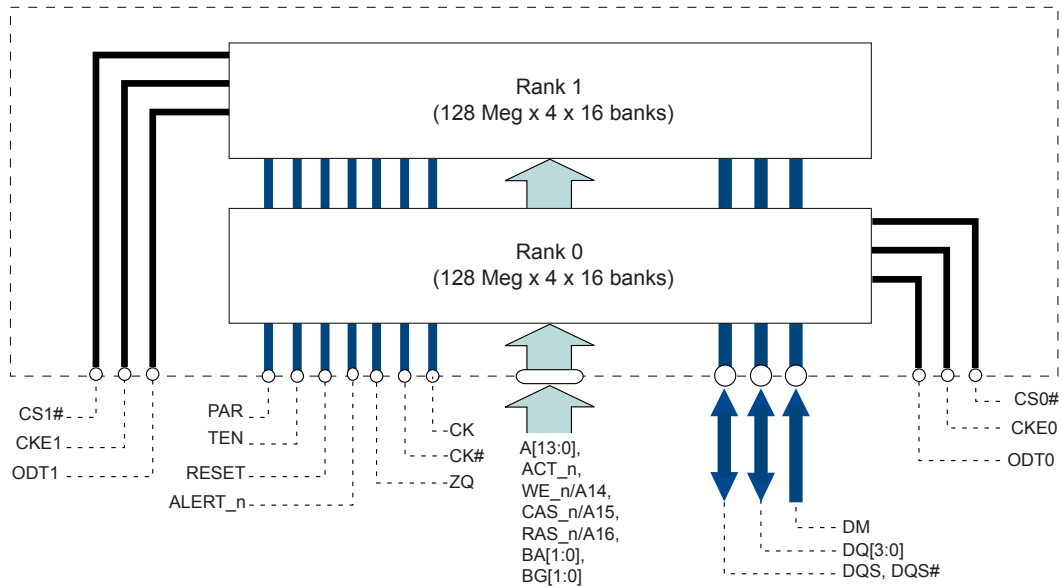 Rank 1
(128 Meg x 4 x 16 banks)
Rank 0
(128 Meg x 4 x 16 banks)
CS1#
CKE1
ODT1
PAR
TEN
RESET
ALERT_n
CK
CK#
ZQ
A[13:0],
ACT_n,
WE_n/A14,
CAS_n/A15,
RAS_n/A16,
BA[1:0],
BG[1:0]
DM
DQ[3:0]
DQS, DQS#
CS0#
CKE0
ODT0